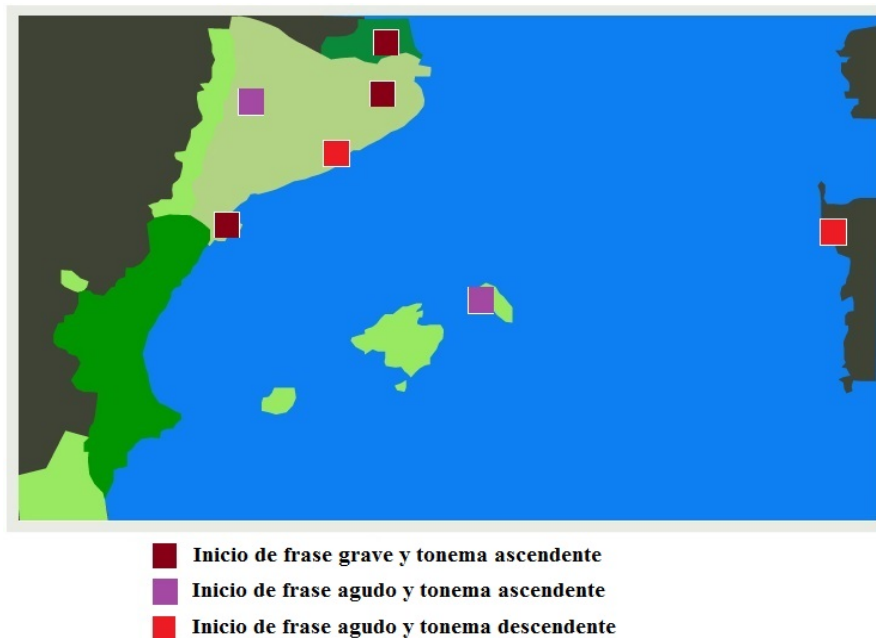 Inicio de frase grave y tonema ascendente
Inicio de frase agudo y tonema ascendente
Inicio de frase agudo y tonema descendente